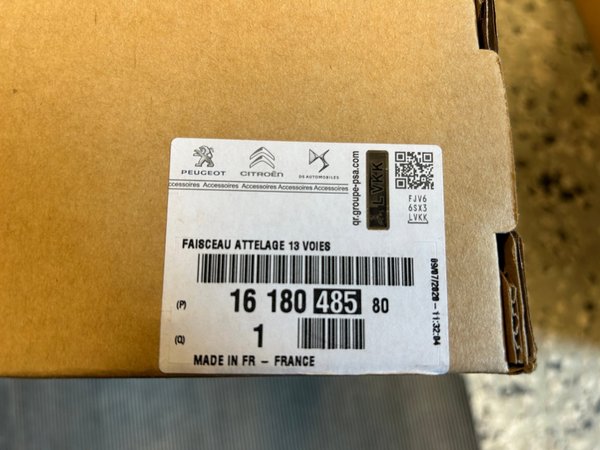 PEUGEOT
CITROËN
DS AUTOMOBILES
Accessoires Accessoires Accessoires Accessoires Accessoires
qr.groupe-psa.com
LVKK
FJV6
6SX3
LVKK
FAISCEAU ATTELAGE 13 VOIES
(P) 16 180 485 80
(Q) 1
MADE IN FR - FRANCE